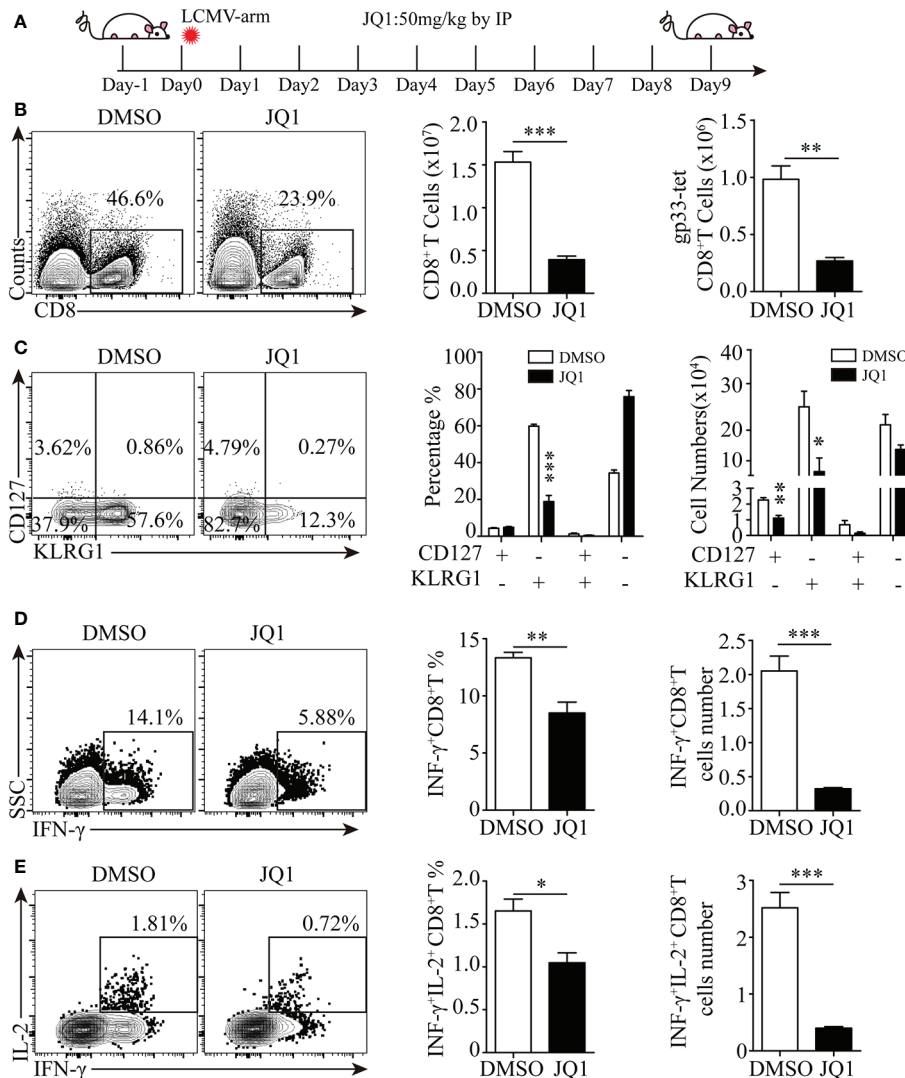 A
LCMV-arm
JQ1:50mg/kg by IP
Day-1 Day0 Day1 Day2 Day3 Day4 Day5 Day6 Day7 Day8 Day9
B
DMSO JQ1
46.6% 23.9%
Counts
CD8
CD8+T Cells (x10⁷)
2.0
1.5
1.0
0.5
0.0
***
DMSO JQ1
gp33-tet
CD8+T Cells (x10⁶)
1.5
1.0
0.5
0.0
**
DMSO JQ1
C
DMSO JQ1
3.62% 0.86% 4.79% 0.27%
37.9% 57.6% 82.7% 12.3%
CD127
KLRG1
Percentage %
100
80
60
40
20
0
DMSO
JQ1
***
CD127 + - + -
KLRG1 - + + -
Cell Numbers(x10⁴)
40
30
20
10
3
2
1
0
DMSO
JQ1
**
*
CD127 + - + -
KLRG1 - + + -
D
DMSO JQ1
14.1% 5.88%
SSC
IFN-γ
INF-γ+CD8+T %
15
10
5
0
**
DMSO JQ1
INF-γ+CD8+T
cells number
2.5
2.0
1.5
1.0
0.5
0.0
***
DMSO JQ1
E
DMSO JQ1
1.81% 0.72%
IL-2
IFN-γ
INF-γ+IL-2+ CD8+T %
2.0
1.5
1.0
0.5
0
*
DMSO JQ1
INF-γ+IL-2+ CD8+T
cells number
3
2
1
0
***
DMSO JQ1